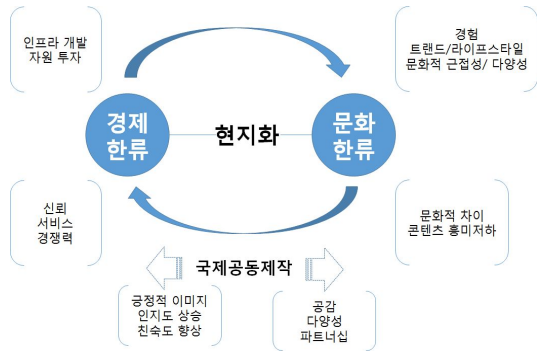 인프라 개발
자원 투자
경험
트랜드/라이프스타일
문화적 근접성/ 다양성
경제
한류
현지화
문화
한류
신뢰
서비스
경쟁력
문화적 차이
콘텐츠 흥미저하
국제공동제작
긍정적 이미지
인지도 상승
친숙도 향상
공감
다양성
파트너십